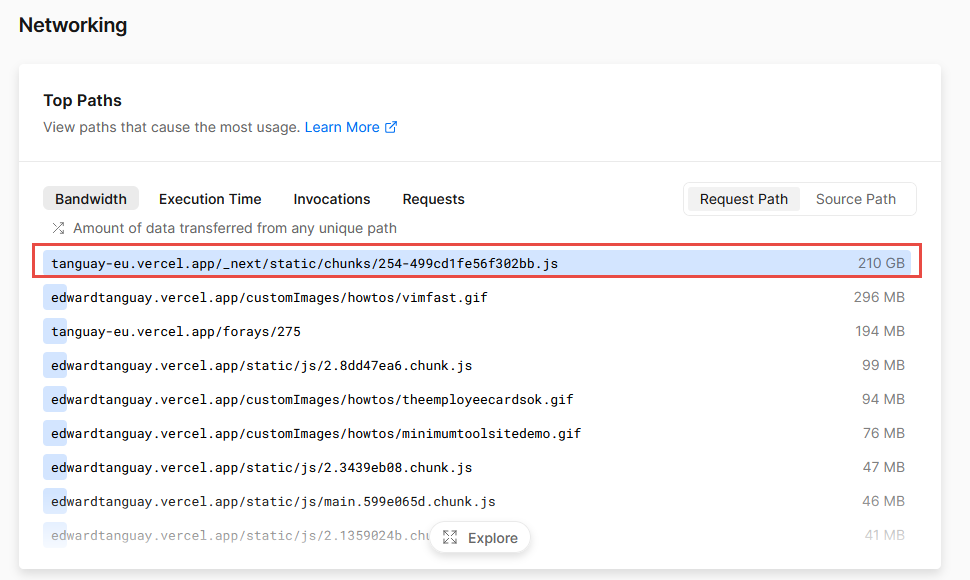 Networking
Top Paths
View paths that cause the most usage. Learn More
Bandwidth Execution Time Invocations Requests Request Path Source Path
Amount of data transferred from any unique path
tanguay-eu.vercel.app/_next/static/chunks/254-499cd1fe56f302bb.js 210 GB
edwardtanguay.vercel.app/customImages/howtos/vimfast.gif 296 MB
tanguay-eu.vercel.app/forays/275 194 MB
edwardtanguay.vercel.app/static/js/2.8dd47ea6.chunk.js 99 MB
edwardtanguay.vercel.app/customImages/howtos/theemployeecardsok.gif 94 MB
edwardtanguay.vercel.app/customImages/howtos/minimumtoolsitedemo.gif 76 MB
edwardtanguay.vercel.app/static/js/2.3439eb08.chunk.js 47 MB
edwardtanguay.vercel.app/static/js/main.599e065d.chunk.js 46 MB
edwardtanguay.vercel.app/static/js/2.1359024b.chu 41 MB
Explore